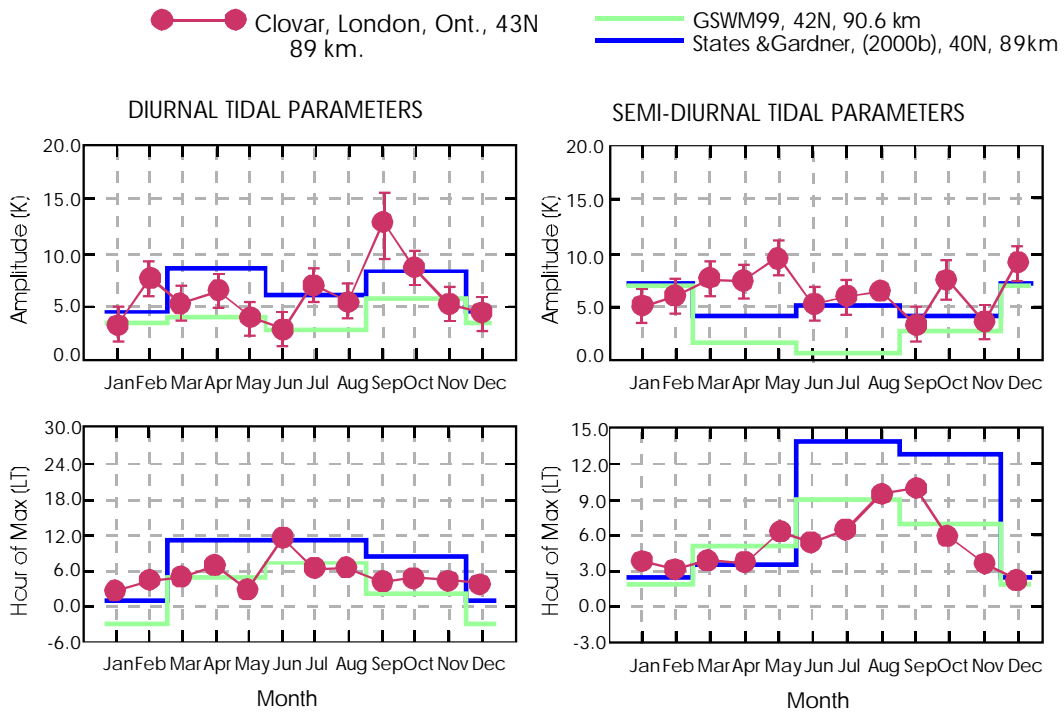 Clovar, London, Ont., 43N
89 km.
GSWM99, 42N, 90.6 km
States &Gardner, (2000b), 40N, 89km
DIURNAL TIDAL PARAMETERS
20.0
15.0
10.0
5.0
0.0
Amplitude (K)
Jan Feb Mar Apr May Jun Jul Aug Sep Oct Nov Dec
SEMI-DIURNAL TIDAL PARAMETERS
20.0
15.0
10.0
5.0
0.0
Amplitude (K)
Jan Feb Mar Apr May Jun Jul Aug Sep Oct Nov Dec
30.0
24.0
18.0
12.0
6.0
0.0
-6.0
Hour of Max (LT)
Jan Feb Mar Apr May Jun Jul Aug Sep Oct Nov Dec
Month
15.0
12.0
9.0
6.0
3.0
0.0
-3.0
Hour of Max (LT)
Jan Feb Mar Apr May Jun Jul Aug Sep Oct Nov Dec
Month